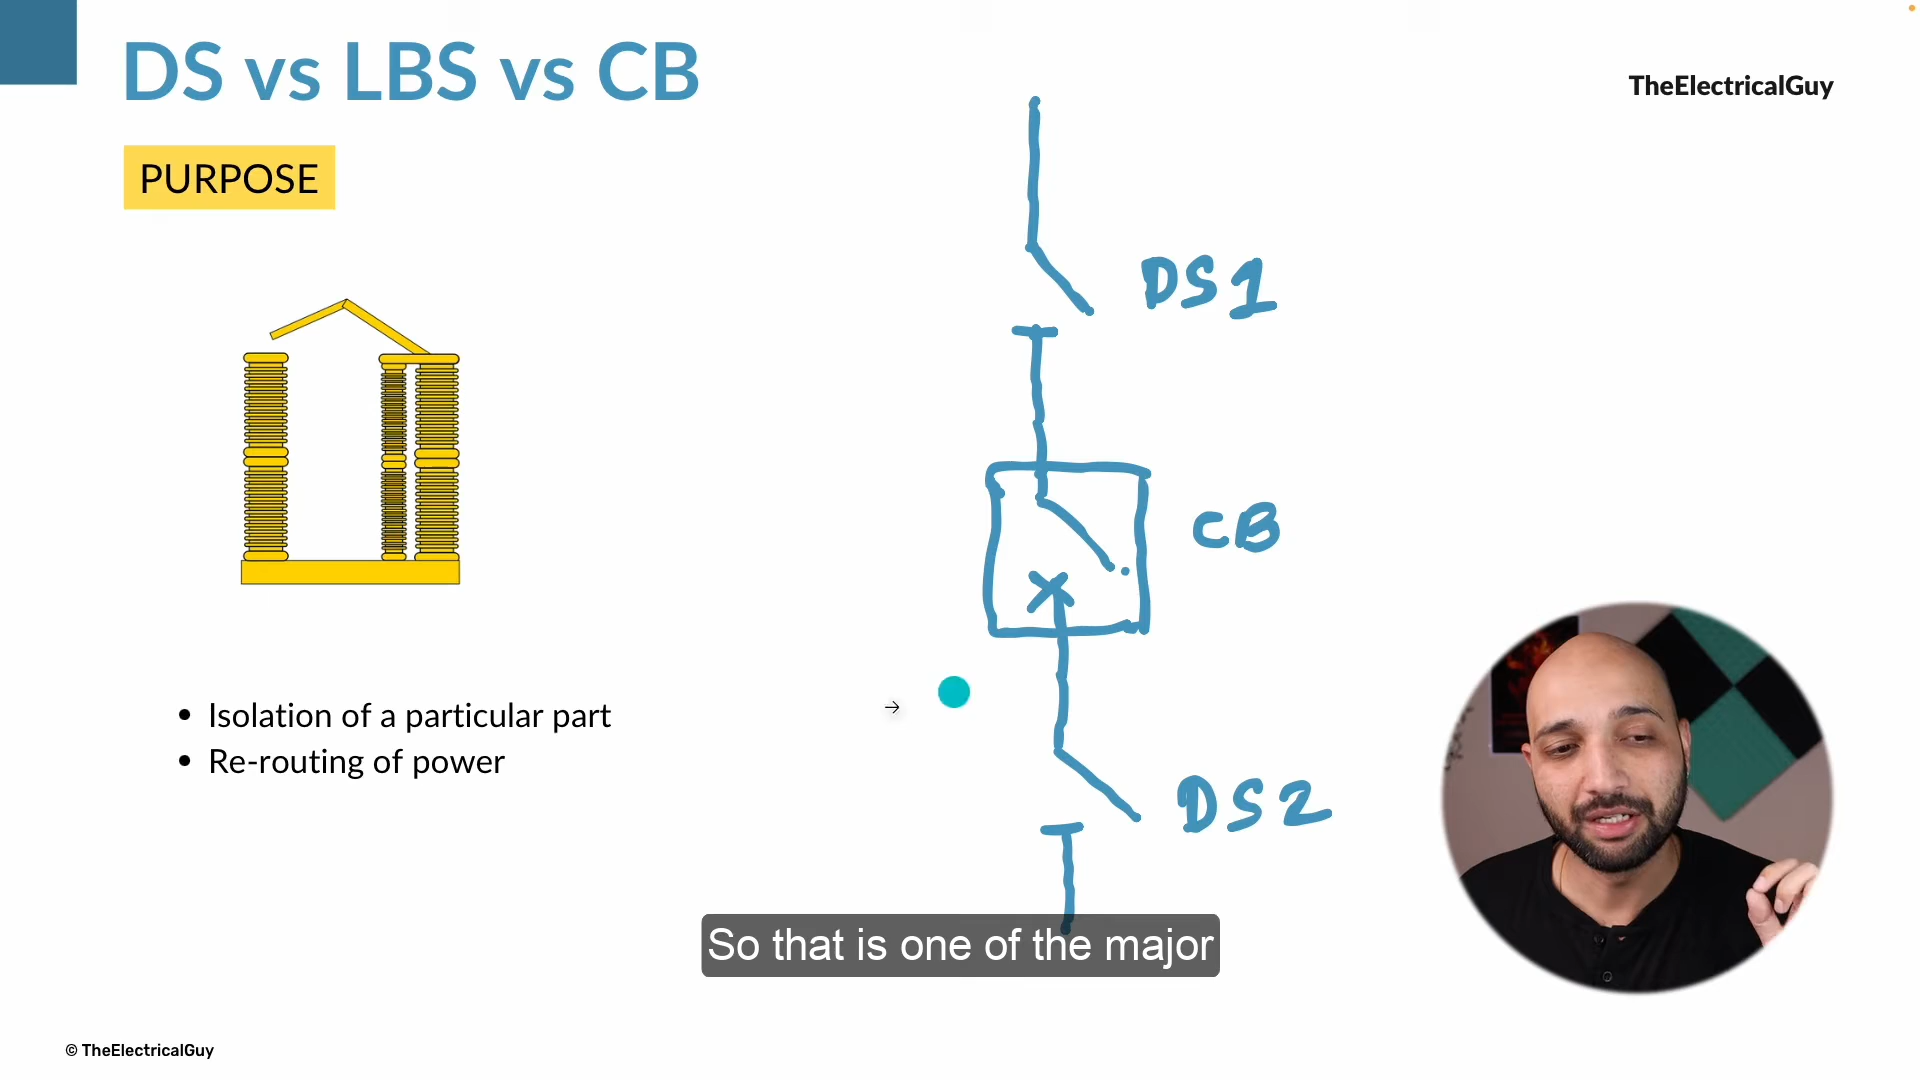 DS vs LBS vs CB
TheElectricalGuy
PURPOSE
DS1
CB
• Isolation of a particular part
• Re-routing of power
DS2
So that is one of the major
© TheElectricalGuy